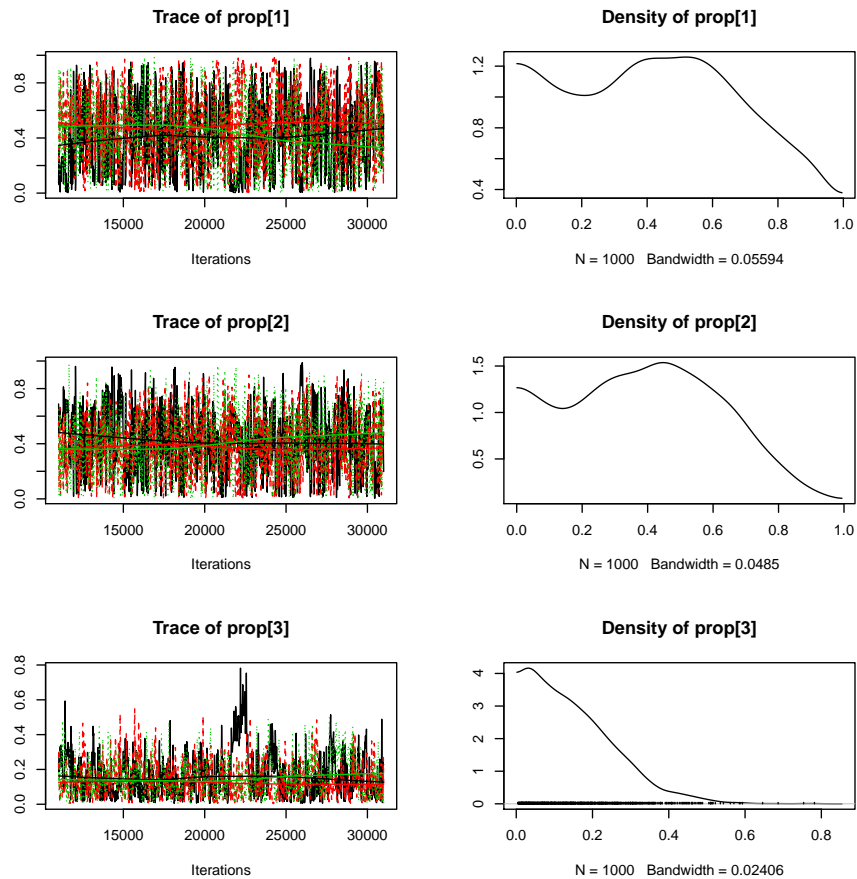 Trace of prop[1]
0.0 0.4 0.8
15000 20000 25000 30000
Iterations
Density of prop[1]
0.4 0.8 1.2
0.0 0.2 0.4 0.6 0.8 1.0
N = 1000 Bandwidth = 0.05594
Trace of prop[2]
0.0 0.4 0.8
15000 20000 25000 30000
Iterations
Density of prop[2]
0.5 1.0 1.5
0.0 0.2 0.4 0.6 0.8 1.0
N = 1000 Bandwidth = 0.0485
Trace of prop[3]
0.0 0.2 0.4 0.6 0.8
15000 20000 25000 30000
Iterations
Density of prop[3]
0 1 2 3 4
0.0 0.2 0.4 0.6 0.8
N = 1000 Bandwidth = 0.02406